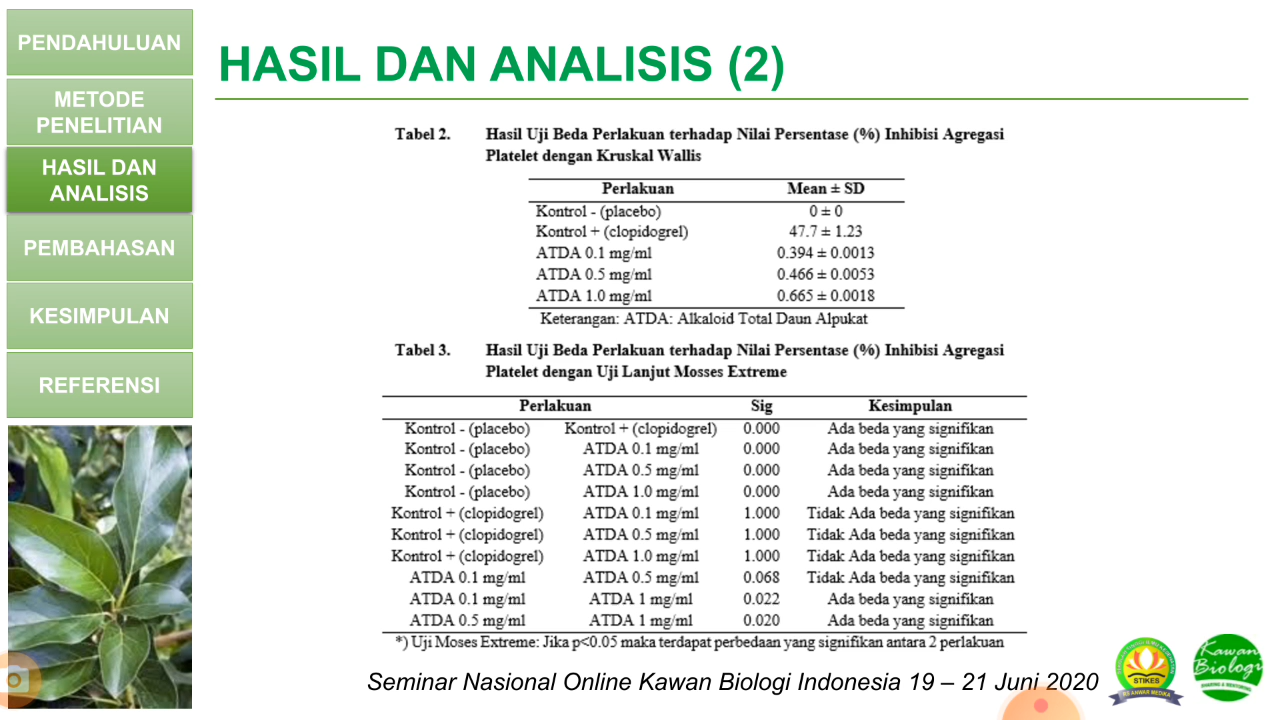 PENDAHULUAN
METODE
PENELITIAN
HASIL DAN
ANALISIS
PEMBAHASAN
KESIMPULAN
REFERENSI
HASIL DAN ANALISIS (2)
Tabel 2. Hasil Uji Beda Perlakuan terhadap Nilai Persentase (%) Inhibisi Agregasi
Platelet dengan Kruskal Wallis
Perlakuan Mean ± SD
Kontrol - (placebo) 0 ± 0
Kontrol + (clopidogrel) 47.7 ± 1.23
ATDA 0.1 mg/ml 0.394 ± 0.0013
ATDA 0.5 mg/ml 0.466 ± 0.0053
ATDA 1.0 mg/ml 0.665 ± 0.0018
Keterangan: ATDA: Alkaloid Total Daun Alpukat
Tabel 3. Hasil Uji Beda Perlakuan terhadap Nilai Persentase (%) Inhibisi Agregasi
Platelet dengan Uji Lanjut Mosses Extreme
Perlakuan Sig Kesimpulan
Kontrol - (placebo) Kontrol + (clopidogrel) 0.000 Ada beda yang signifikan
Kontrol - (placebo) ATDA 0.1 mg/ml 0.000 Ada beda yang signifikan
Kontrol - (placebo) ATDA 0.5 mg/ml 0.000 Ada beda yang signifikan
Kontrol - (placebo) ATDA 1.0 mg/ml 0.000 Ada beda yang signifikan
Kontrol + (clopidogrel) ATDA 0.1 mg/ml 1.000 Tidak Ada beda yang signifikan
Kontrol + (clopidogrel) ATDA 0.5 mg/ml 1.000 Tidak Ada beda yang signifikan
Kontrol + (clopidogrel) ATDA 1.0 mg/ml 1.000 Tidak Ada beda yang signifikan
ATDA 0.1 mg/ml ATDA 0.5 mg/ml 0.068 Tidak Ada beda yang signifikan
ATDA 0.1 mg/ml ATDA 1 mg/ml 0.022 Ada beda yang signifikan
ATDA 0.5 mg/ml ATDA 1 mg/ml 0.020 Ada beda yang signifikan
*) Uji Moses Extreme: Jika p<0.05 maka terdapat perbedaan yang signifikan antara 2 perlakuan
Seminar Nasional Online Kawan Biologi Indonesia 19 – 21 Juni 2020
STIKES
RS ANWAR MEDIKA
Kawan
Biologi